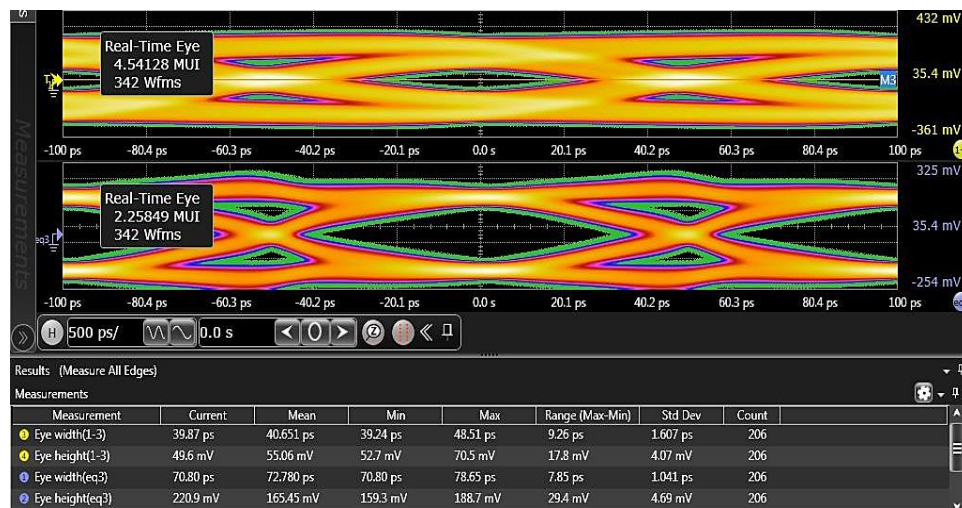 S
432 mV
Real-Time Eye
4.54128 MUI
342 Wfms
35.4 mV
M3
-361 mV
-100 ps -80.4 ps -60.3 ps -40.2 ps -20.1 ps 0.0 s 20.1 ps 40.2 ps 60.3 ps 80.4 ps 100 ps
Measurements
325 mV
Real-Time Eye
2.25849 MUI
342 Wfms
35.4 mV
eq3
-254 mV
-100 ps -80.4 ps -60.3 ps -40.2 ps -20.1 ps 0.0 s 20.1 ps 40.2 ps 60.3 ps 80.4 ps 100 ps
H 500 ps/ 0.0 s 0 Z
Results (Measure All Edges)
Measurements
Measurement Current Mean Min Max Range (Max-Min) Std Dev Count
Eye width(1-3) 39.87 ps 40.651 ps 39.24 ps 48.51 ps 9.26 ps 1.607 ps 206
Eye height(1-3) 49.6 mV 55.06 mV 52.7 mV 70.5 mV 17.8 mV 4.07 mV 206
Eye width(eq3) 70.80 ps 72.780 ps 70.80 ps 78.65 ps 7.85 ps 1.041 ps 206
Eye height(eq3) 220.9 mV 165.45 mV 159.3 mV 188.7 mV 29.4 mV 4.69 mV 206